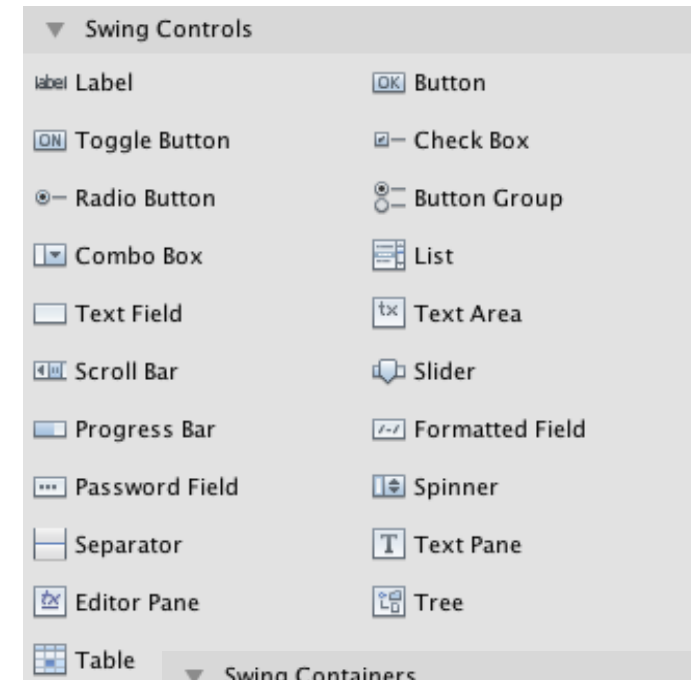 Swing Controls
label Label OK Button
ON Toggle Button Check Box
Radio Button Button Group
Combo Box List
Text Field tx Text Area
Scroll Bar Slider
Progress Bar Formatted Field
Password Field Spinner
Separator T Text Pane
Editor Pane Tree
Table Swing Containers